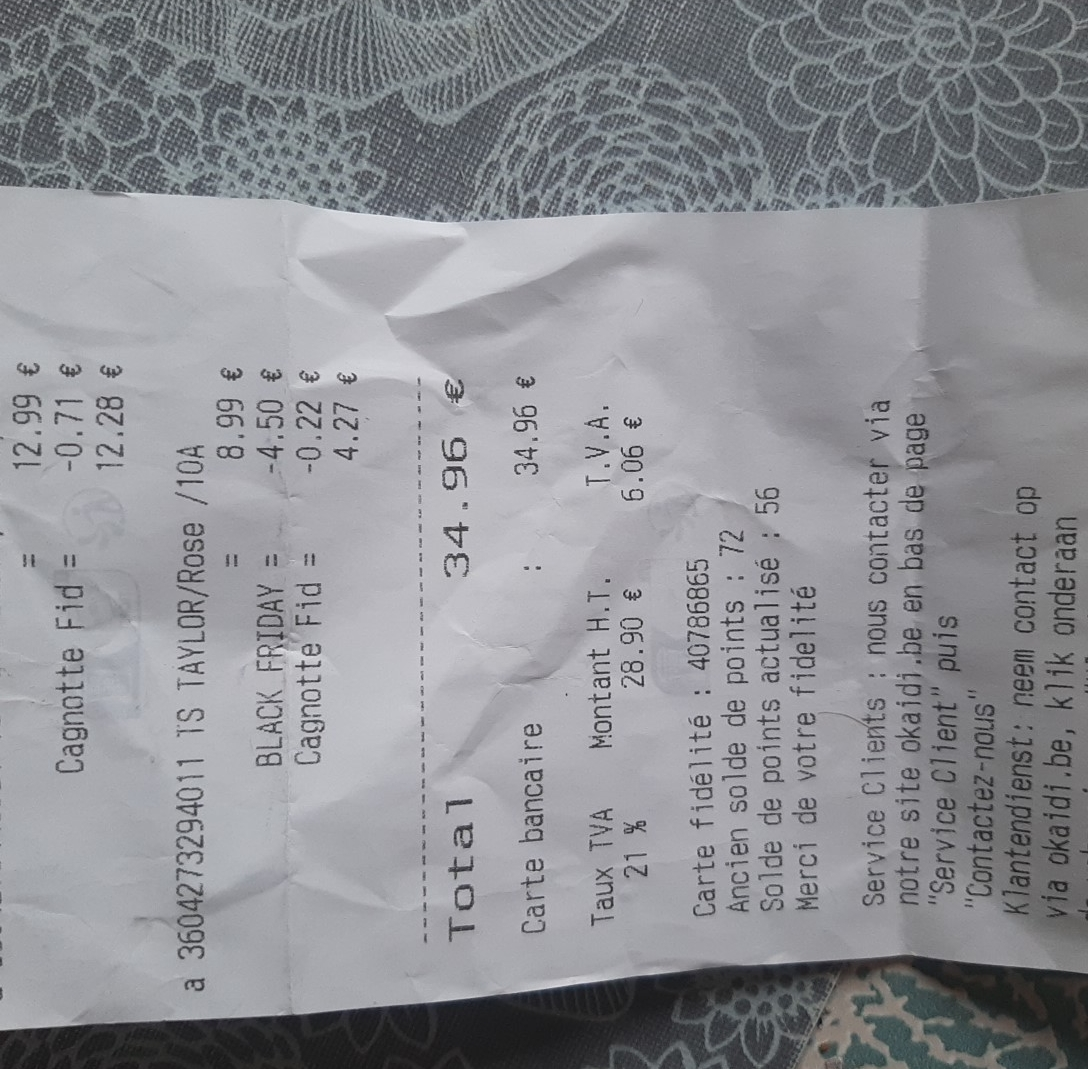 = 12.99 €
Cagnotte Fid = -0.71 €
12.28 €
a 3604273294011 TS TAYLOR/Rose /10A
= 8.99 €
BLACK FRIDAY = -4.50 €
Cagnotte Fid = -0.22 €
4.27 €
Total 34.96 €
Carte bancaire : 34.96 €
Taux TVA Montant H.T. T.V.A.
21 % 28.90 € 6.06 €
Carte fidélité : 40786865
Ancien solde de points : 72
Solde de points actualisé : 56
Merci de votre fidelité
Service Clients : nous contacter via
notre site okaidi.be en bas de page
"Service Client" puis
"Contactez-nous"
Klantendienst: neem contact op
via okaidi.be, klik onderaan